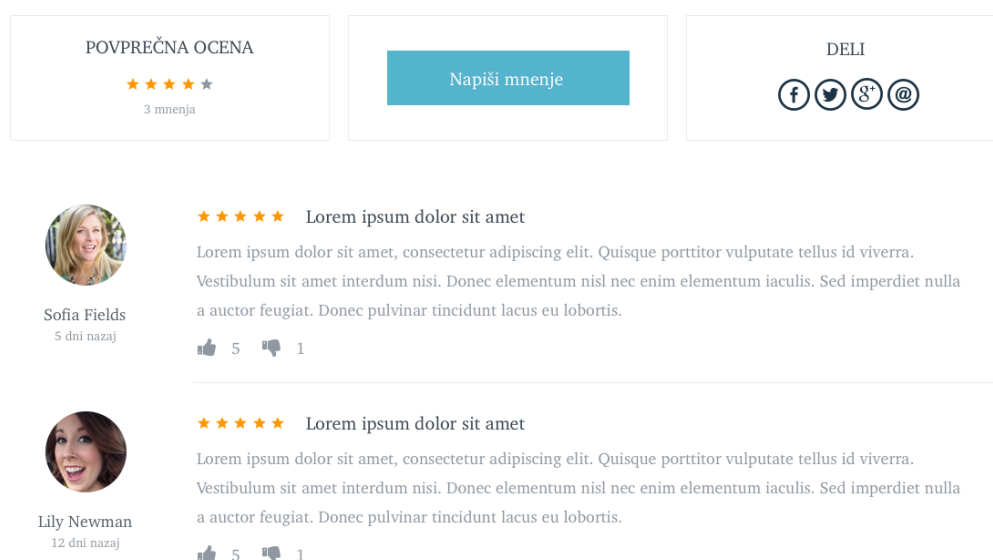 POVPREČNA OCENA
3 mnenja
Napiši mnenje
DELI
Lorem ipsum dolor sit amet
Lorem ipsum dolor sit amet, consectetur adipiscing elit. Quisque porttitor vulputate tellus id viverra.
Vestibulum sit amet interdum nisi. Donec elementum nisl nec enim elementum iaculis. Sed imperdiet nulla
a auctor feugiat. Donec pulvinar tincidunt lacus eu lobortis.
Sofia Fields
5 dni nazaj
5 1
Lorem ipsum dolor sit amet
Lorem ipsum dolor sit amet, consectetur adipiscing elit. Quisque porttitor vulputate tellus id viverra.
Vestibulum sit amet interdum nisi. Donec elementum nisl nec enim elementum iaculis. Sed imperdiet nulla
a auctor feugiat. Donec pulvinar tincidunt lacus eu lobortis.
Lily Newman
12 dni nazaj
5 1